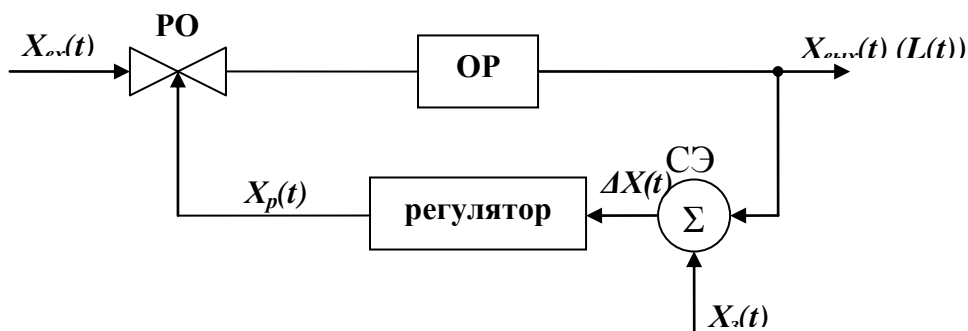 РО
Xвх(t)
ОР
Xвых(t) (L(t))
СЭ
ΔX(t)
Xр(t)
регулятор
Σ
Xз(t)